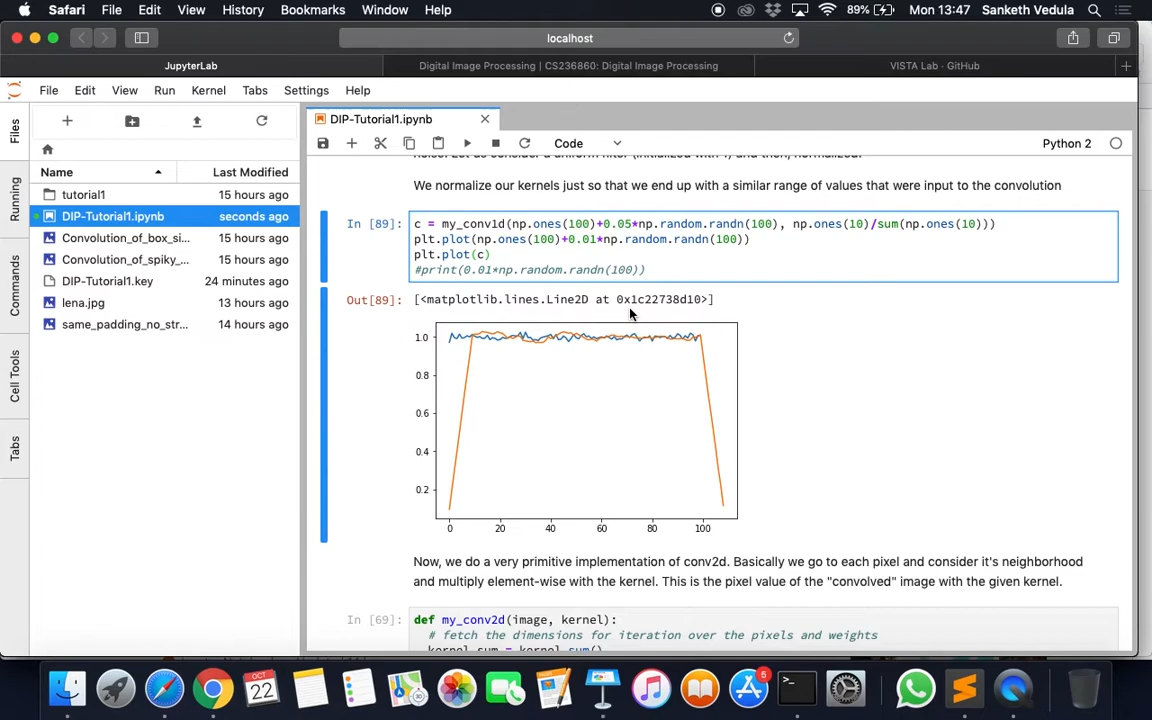 Safari File Edit View History Bookmarks Window Help 89% Mon 13:47 Sanketh Vedula
localhost
JupyterLab Digital Image Processing | CS236860: Digital Image Processing VISTA Lab · GitHub
File Edit View Run Kernel Tabs Settings Help
DIP-Tutorial1.ipynb
Code Python 2
Files
Running
Commands
Cell Tools
Tabs
Name Last Modified
tutorial1 15 hours ago
DIP-Tutorial1.ipynb seconds ago
Convolution_of_box_si... 15 hours ago
Convolution_of_spiky_... 15 hours ago
DIP-Tutorial1.key 24 minutes ago
lena.jpg 13 hours ago
same_padding_no_str... 15 hours ago
We normalize our kernels just so that we end up with a similar range of values that were input to the convolution
In [89]: c = my_conv1d(np.ones(100)+0.05*np.random.randn(100), np.ones(10)/sum(np.ones(10)))
plt.plot(np.ones(100)+0.01*np.random.randn(100))
plt.plot(c)
#print(0.01*np.random.randn(100))
Out[89]: [<matplotlib.lines.Line2D at 0x1c22738d10>]
1.0
0.8
0.6
0.4
0.2
0 20 40 60 80 100
Now, we do a very primitive implementation of conv2d. Basically we go to each pixel and consider it's neighborhood
and multiply element-wise with the kernel. This is the pixel value of the "convolved" image with the given kernel.
In [69]: def my_conv2d(image, kernel):
# fetch the dimensions for iteration over the pixels and weights
OCT
22
5